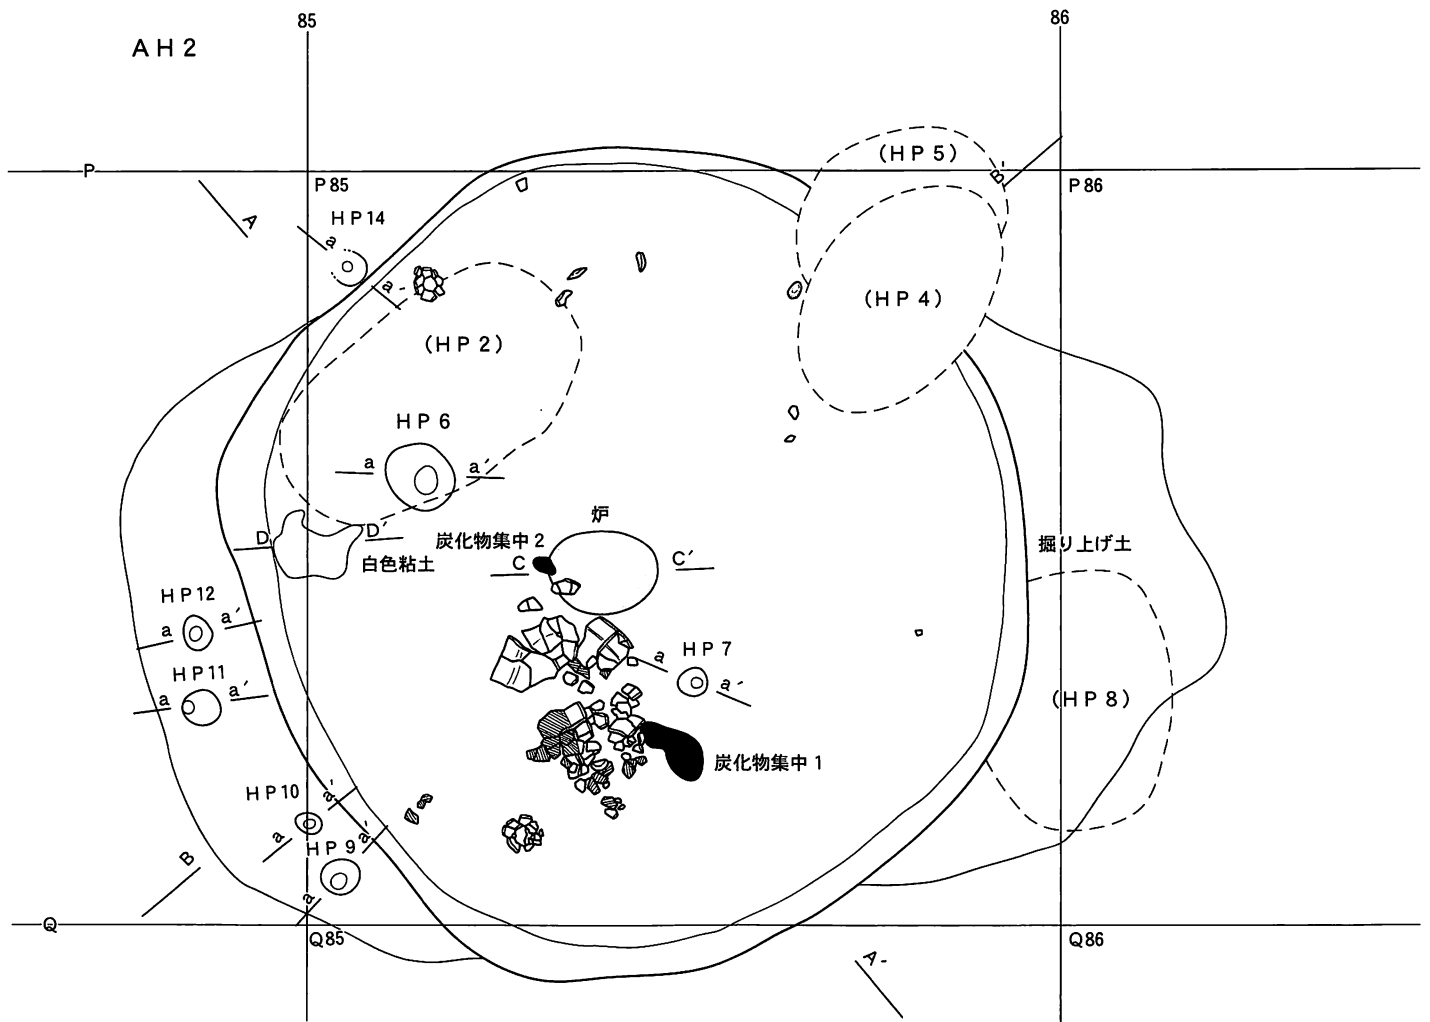 85
86
AH2
(HP5)
P
B'
P85
P86
A
HP14
a
a'
(HP4)
(HP2)
HP6
a
a'
炉
D
D'
炭化物集中2
掘り上げ土
白色粘土
C
C'
HP12
a
a'
HP7
a
a'
HP11
a
a'
(HP8)
炭化物集中1
HP10
a'
a
a'
HP9
B
a
Q
Q85
Q86
A'